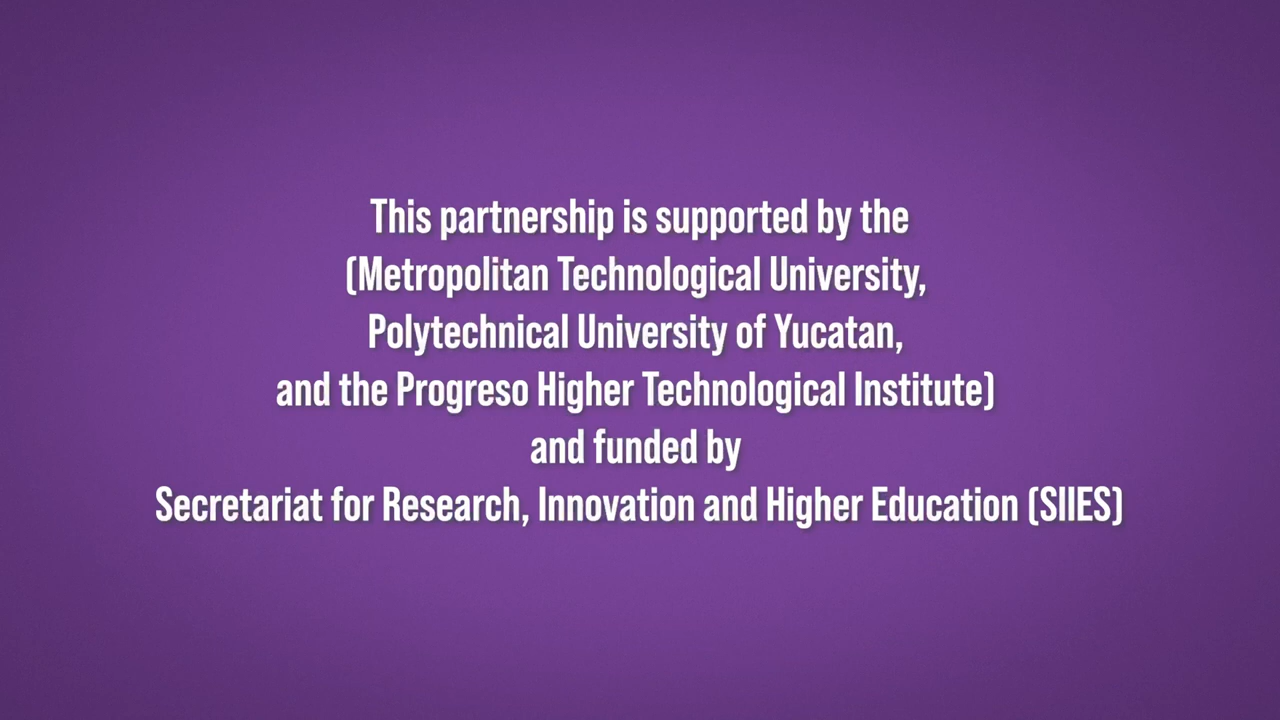 This partnership is supported by the
(Metropolitan Technological University,
Polytechnical University of Yucatan,
and the Progreso Higher Technological Institute)
and funded by
Secretariat for Research, Innovation and Higher Education (SIIES)